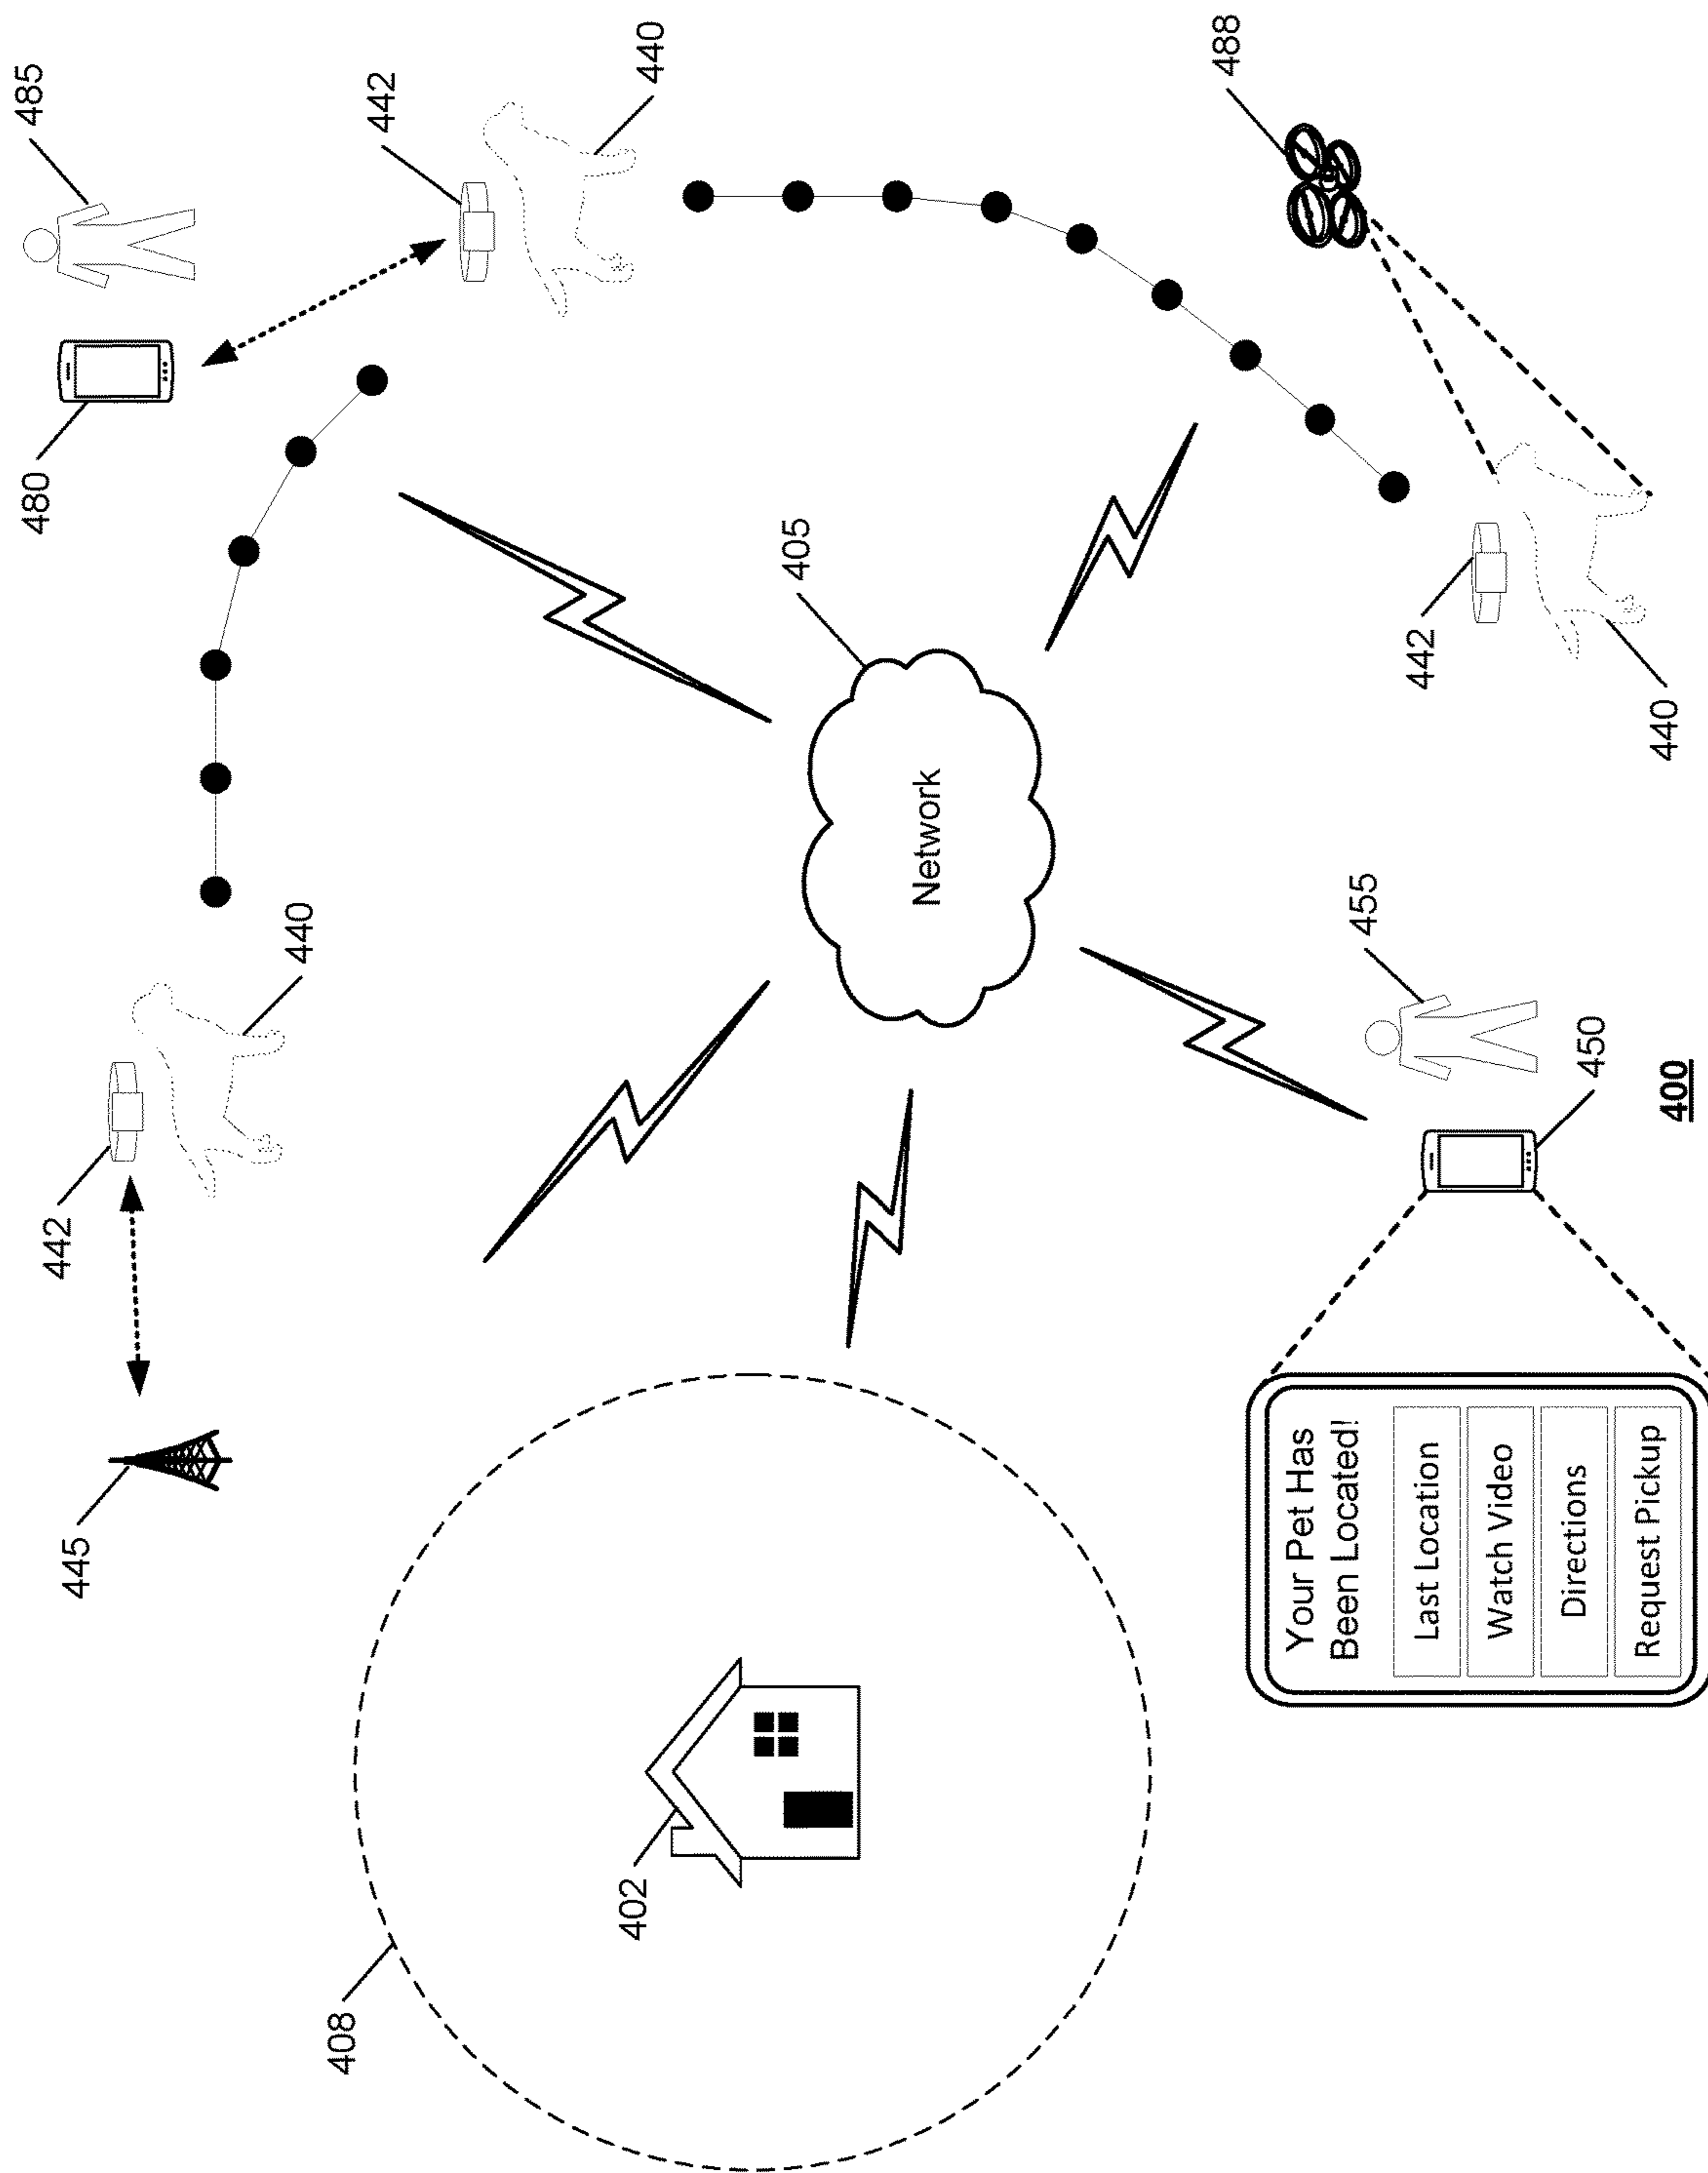 445
442
480
485
440
442
408
402
440
405
Network
488
Your Pet Has
Been Located!
Last Location
Watch Video
Directions
Request Pickup
455
450
442
440
400